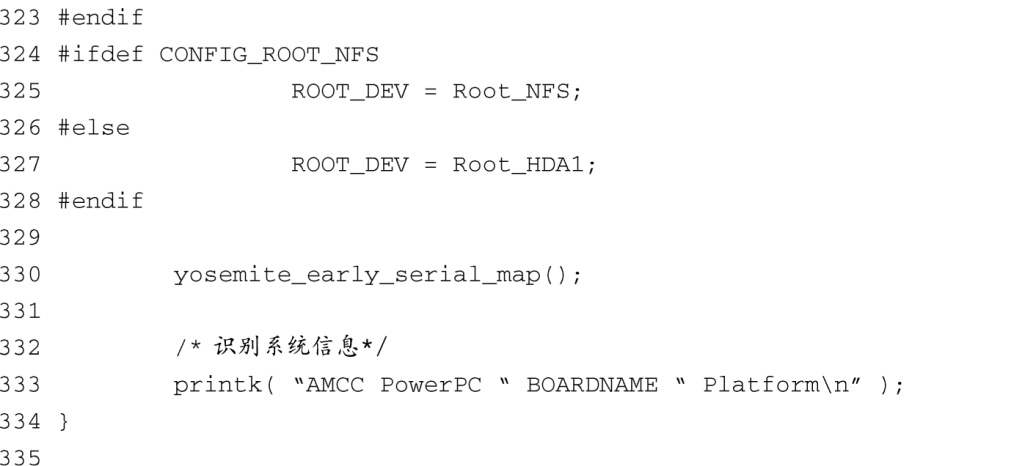 323 #endif
324 #ifdef CONFIG_ROOT_NFS
325                 ROOT_DEV = Root_NFS;
326 #else
327                 ROOT_DEV = Root_HDA1;
328 #endif
329
330         yosemite_early_serial_map();
331
332         /* 识别系统信息*/
333         printk( “AMCC PowerPC “ BOARDNAME “ Platform\n” );
334 }
335